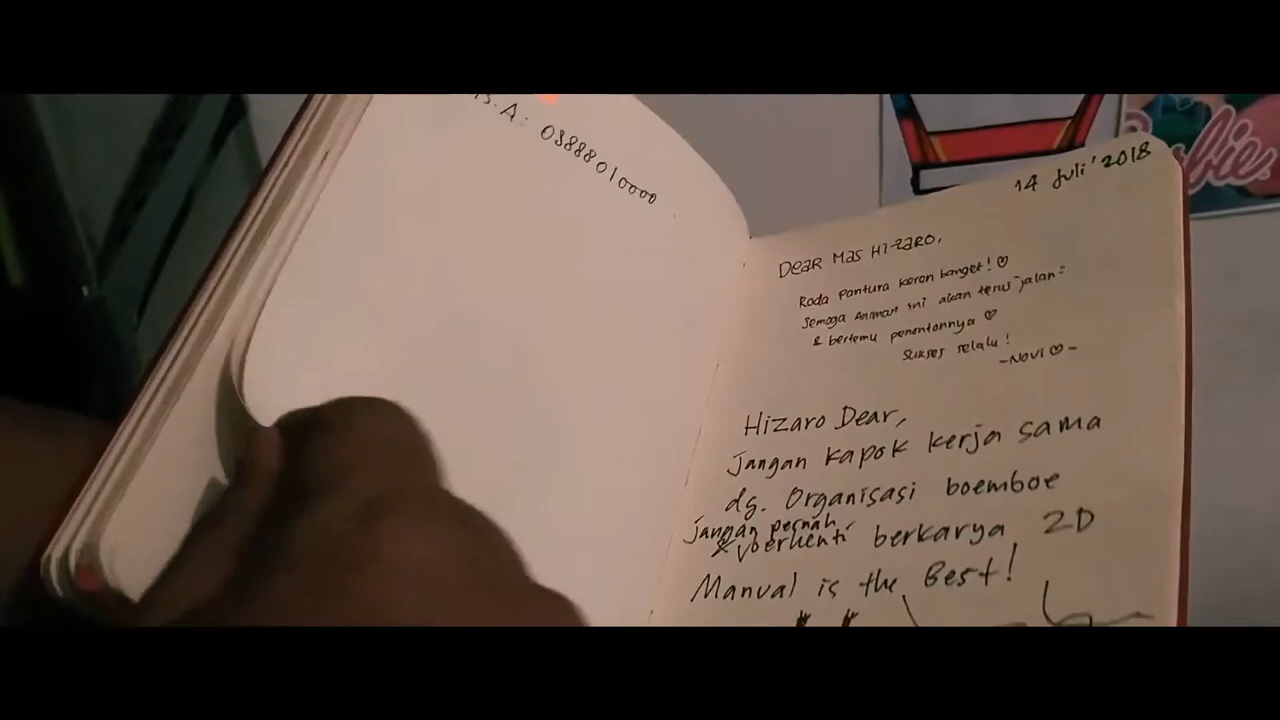 A: 03888010000
14 Juli '2018
Dear Mas Hizaro,
Roda Pantura keren banget! ♡
Semoga Animasi ini akan terus "jalan"
& bertemu penontonnya ♡
Sukses selalu!
-NOVI ♡-
Hizaro Dear,
jangan kapok kerja sama
dg. Organisasi boemboe
jangan pernah
& berhenti berkarya 2D
Manual is the Best!